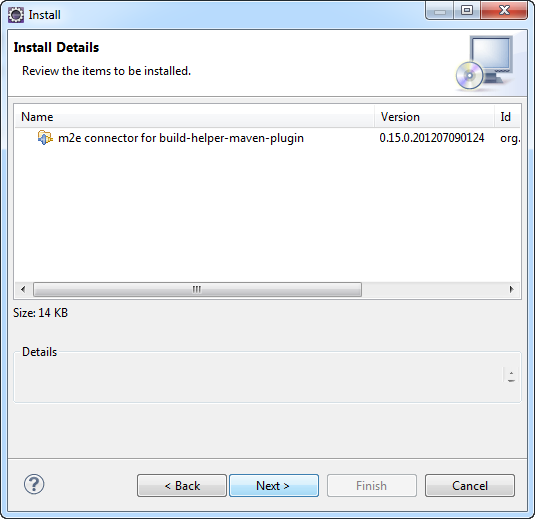 Install
Install Details
Review the items to be installed.
Name Version Id
m2e connector for build-helper-maven-plugin 0.15.0.201207090124 org.
Size: 14 KB
Details
? < Back Next > Finish Cancel